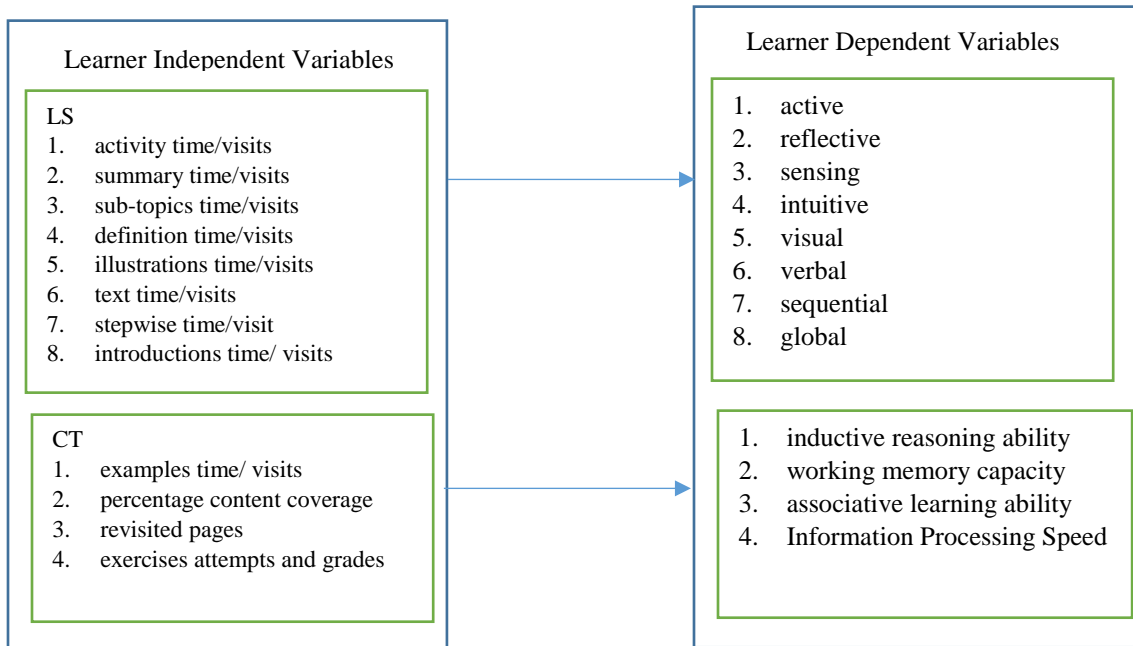 Learner Independent Variables
LS
1. activity time/visits
2. summary time/visits
3. sub-topics time/visits
4. definition time/visits
5. illustrations time/visits
6. text time/visits
7. stepwise time/visit
8. introductions time/ visits
CT
1. examples time/ visits
2. percentage content coverage
3. revisited pages
4. exercises attempts and grades
Learner Dependent Variables
1. active
2. reflective
3. sensing
4. intuitive
5. visual
6. verbal
7. sequential
8. global
1. inductive reasoning ability
2. working memory capacity
3. associative learning ability
4. Information Processing Speed